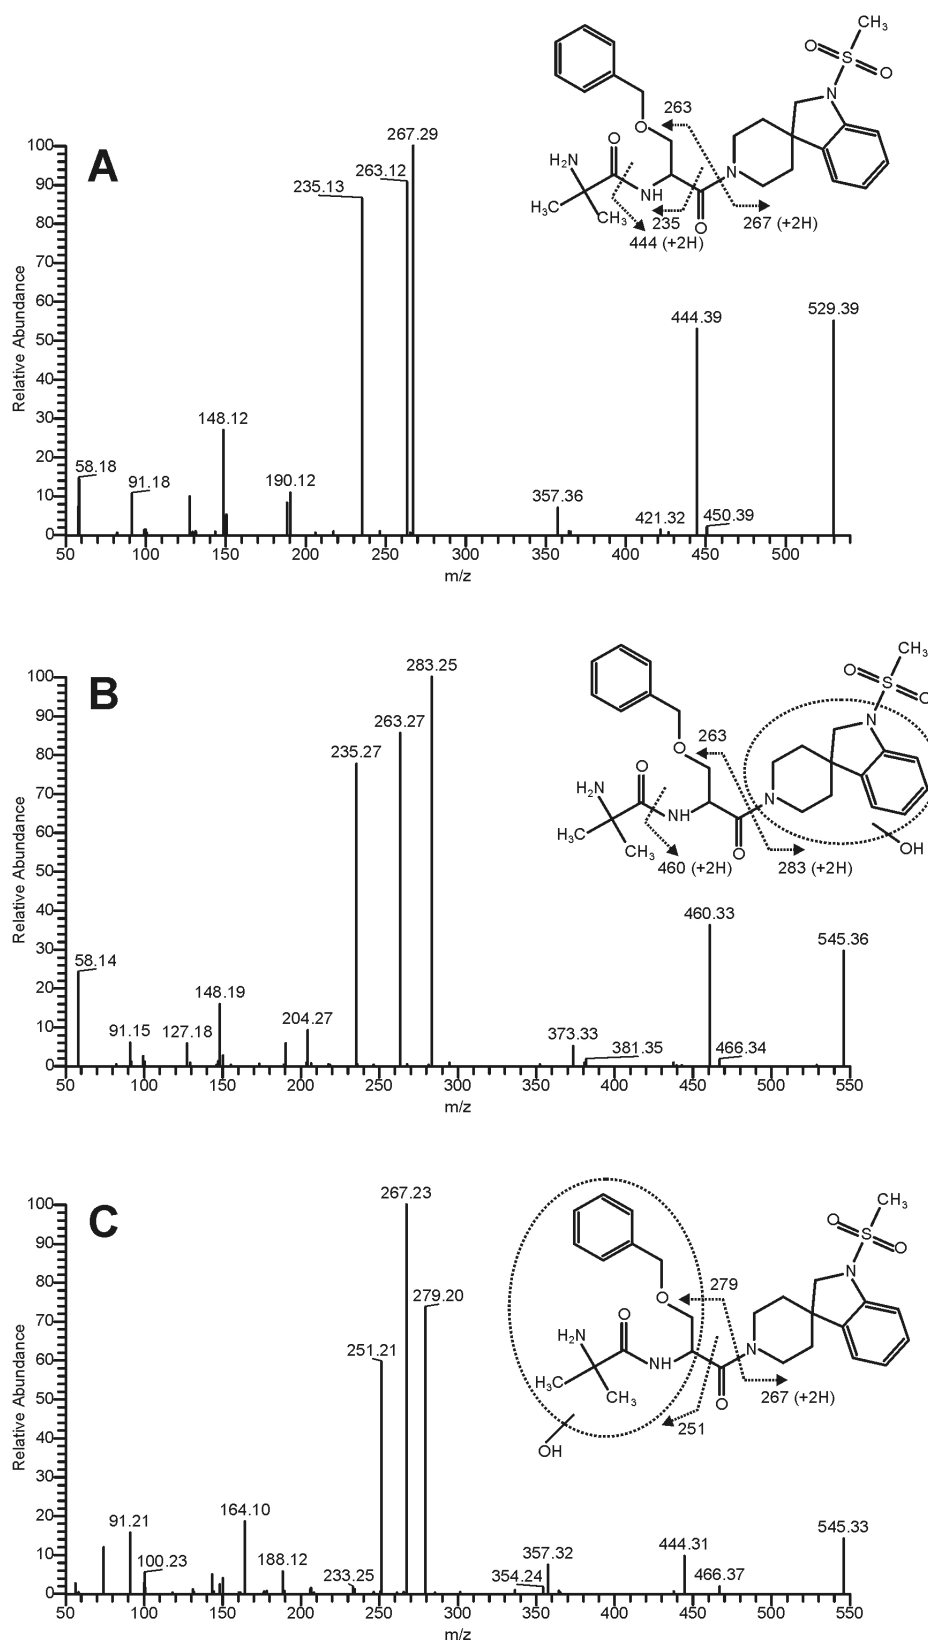 A
Relative Abundance
100
90
80
70
60
50
40
30
20
10
0
50
100
150
200
250
300
350
400
450
500
m/z
58.18
91.18
148.12
190.12
235.13
263.12
267.29
357.36
421.32
444.39
450.39
529.39
CH3
O
S
O
N
263
O
O
H2N
N
NH
H3C
CH3
235
O
267 (+2H)
444 (+2H)
B
Relative Abundance
100
90
80
70
60
50
40
30
20
10
0
50
100
150
200
250
300
350
400
450
500
550
m/z
58.14
91.15
127.18
148.19
204.27
235.27
263.27
283.25
373.33
381.35
460.33
466.34
545.36
CH3
O
S
O
N
263
O
O
H2N
N
NH
H3C
CH3
O
OH
460 (+2H)
283 (+2H)
C
Relative Abundance
100
90
80
70
60
50
40
30
20
10
0
50
100
150
200
250
300
350
400
450
500
550
m/z
91.21
100.23
164.10
188.12
233.25
251.21
267.23
279.20
354.24
357.32
444.31
466.37
545.33
CH3
O
S
O
N
279
O
O
H2N
N
NH
H3C
CH3
O
267 (+2H)
251
OH